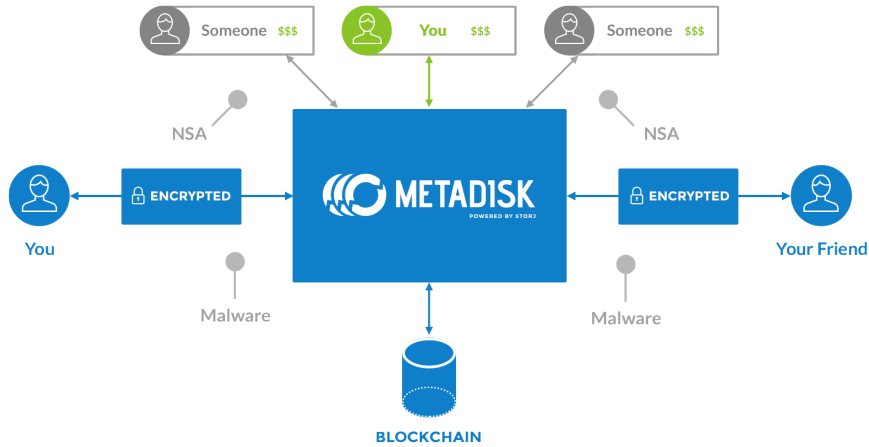 Someone $$$
You $$$
Someone $$$
NSA
NSA
ENCRYPTED
METADISK
POWERED BY STORJ
ENCRYPTED
You
Your Friend
Malware
Malware
BLOCKCHAIN